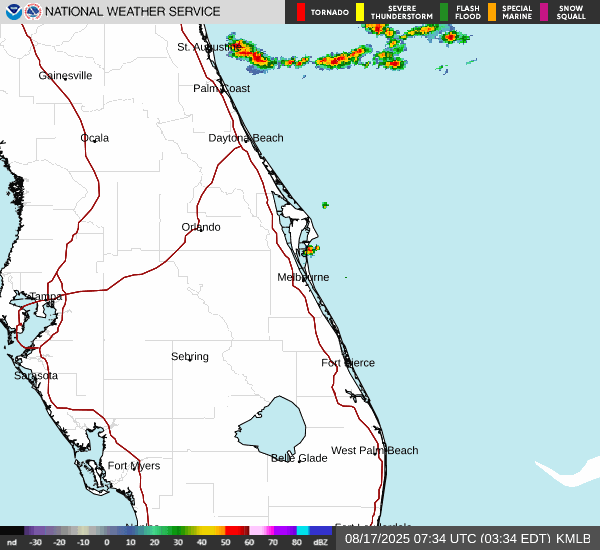 NATIONAL WEATHER SERVICE
TORNADO
SEVERE
THUNDERSTORM
FLASH
FLOOD
SPECIAL
MARINE
SNOW
SQUALL
St. Augustine
Gainesville
Palm Coast
Ocala
Daytona Beach
Orlando
Melbourne
Tampa
Sebring
Fort Pierce
Sarasota
West Palm Beach
Belle Glade
Fort Myers
nd -30 -20 -10 0 10 20 30 40 50 60 70 80 dBZ
08/17/2025 07:34 UTC (03:34 EDT) KMLB